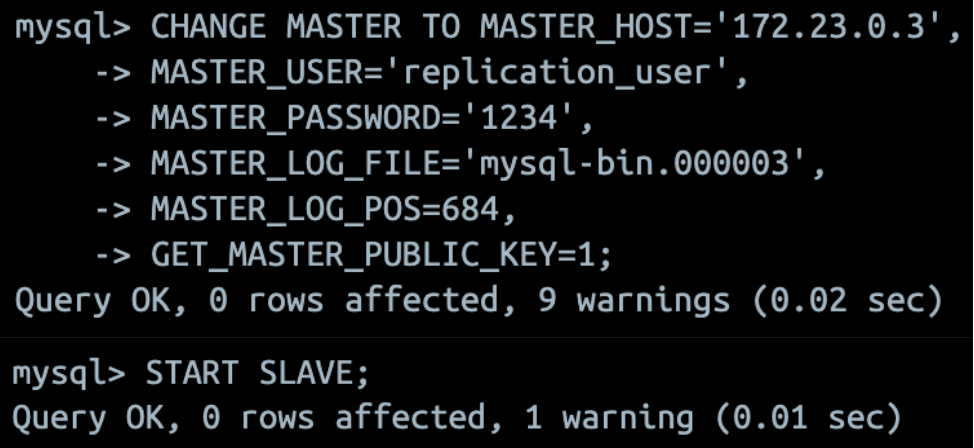 mysql> CHANGE MASTER TO MASTER_HOST='172.23.0.3',
    -> MASTER_USER='replication_user',
    -> MASTER_PASSWORD='1234',
    -> MASTER_LOG_FILE='mysql-bin.000003',
    -> MASTER_LOG_POS=684,
    -> GET_MASTER_PUBLIC_KEY=1;
Query OK, 0 rows affected, 9 warnings (0.02 sec)
mysql> START SLAVE;
Query OK, 0 rows affected, 1 warning (0.01 sec)